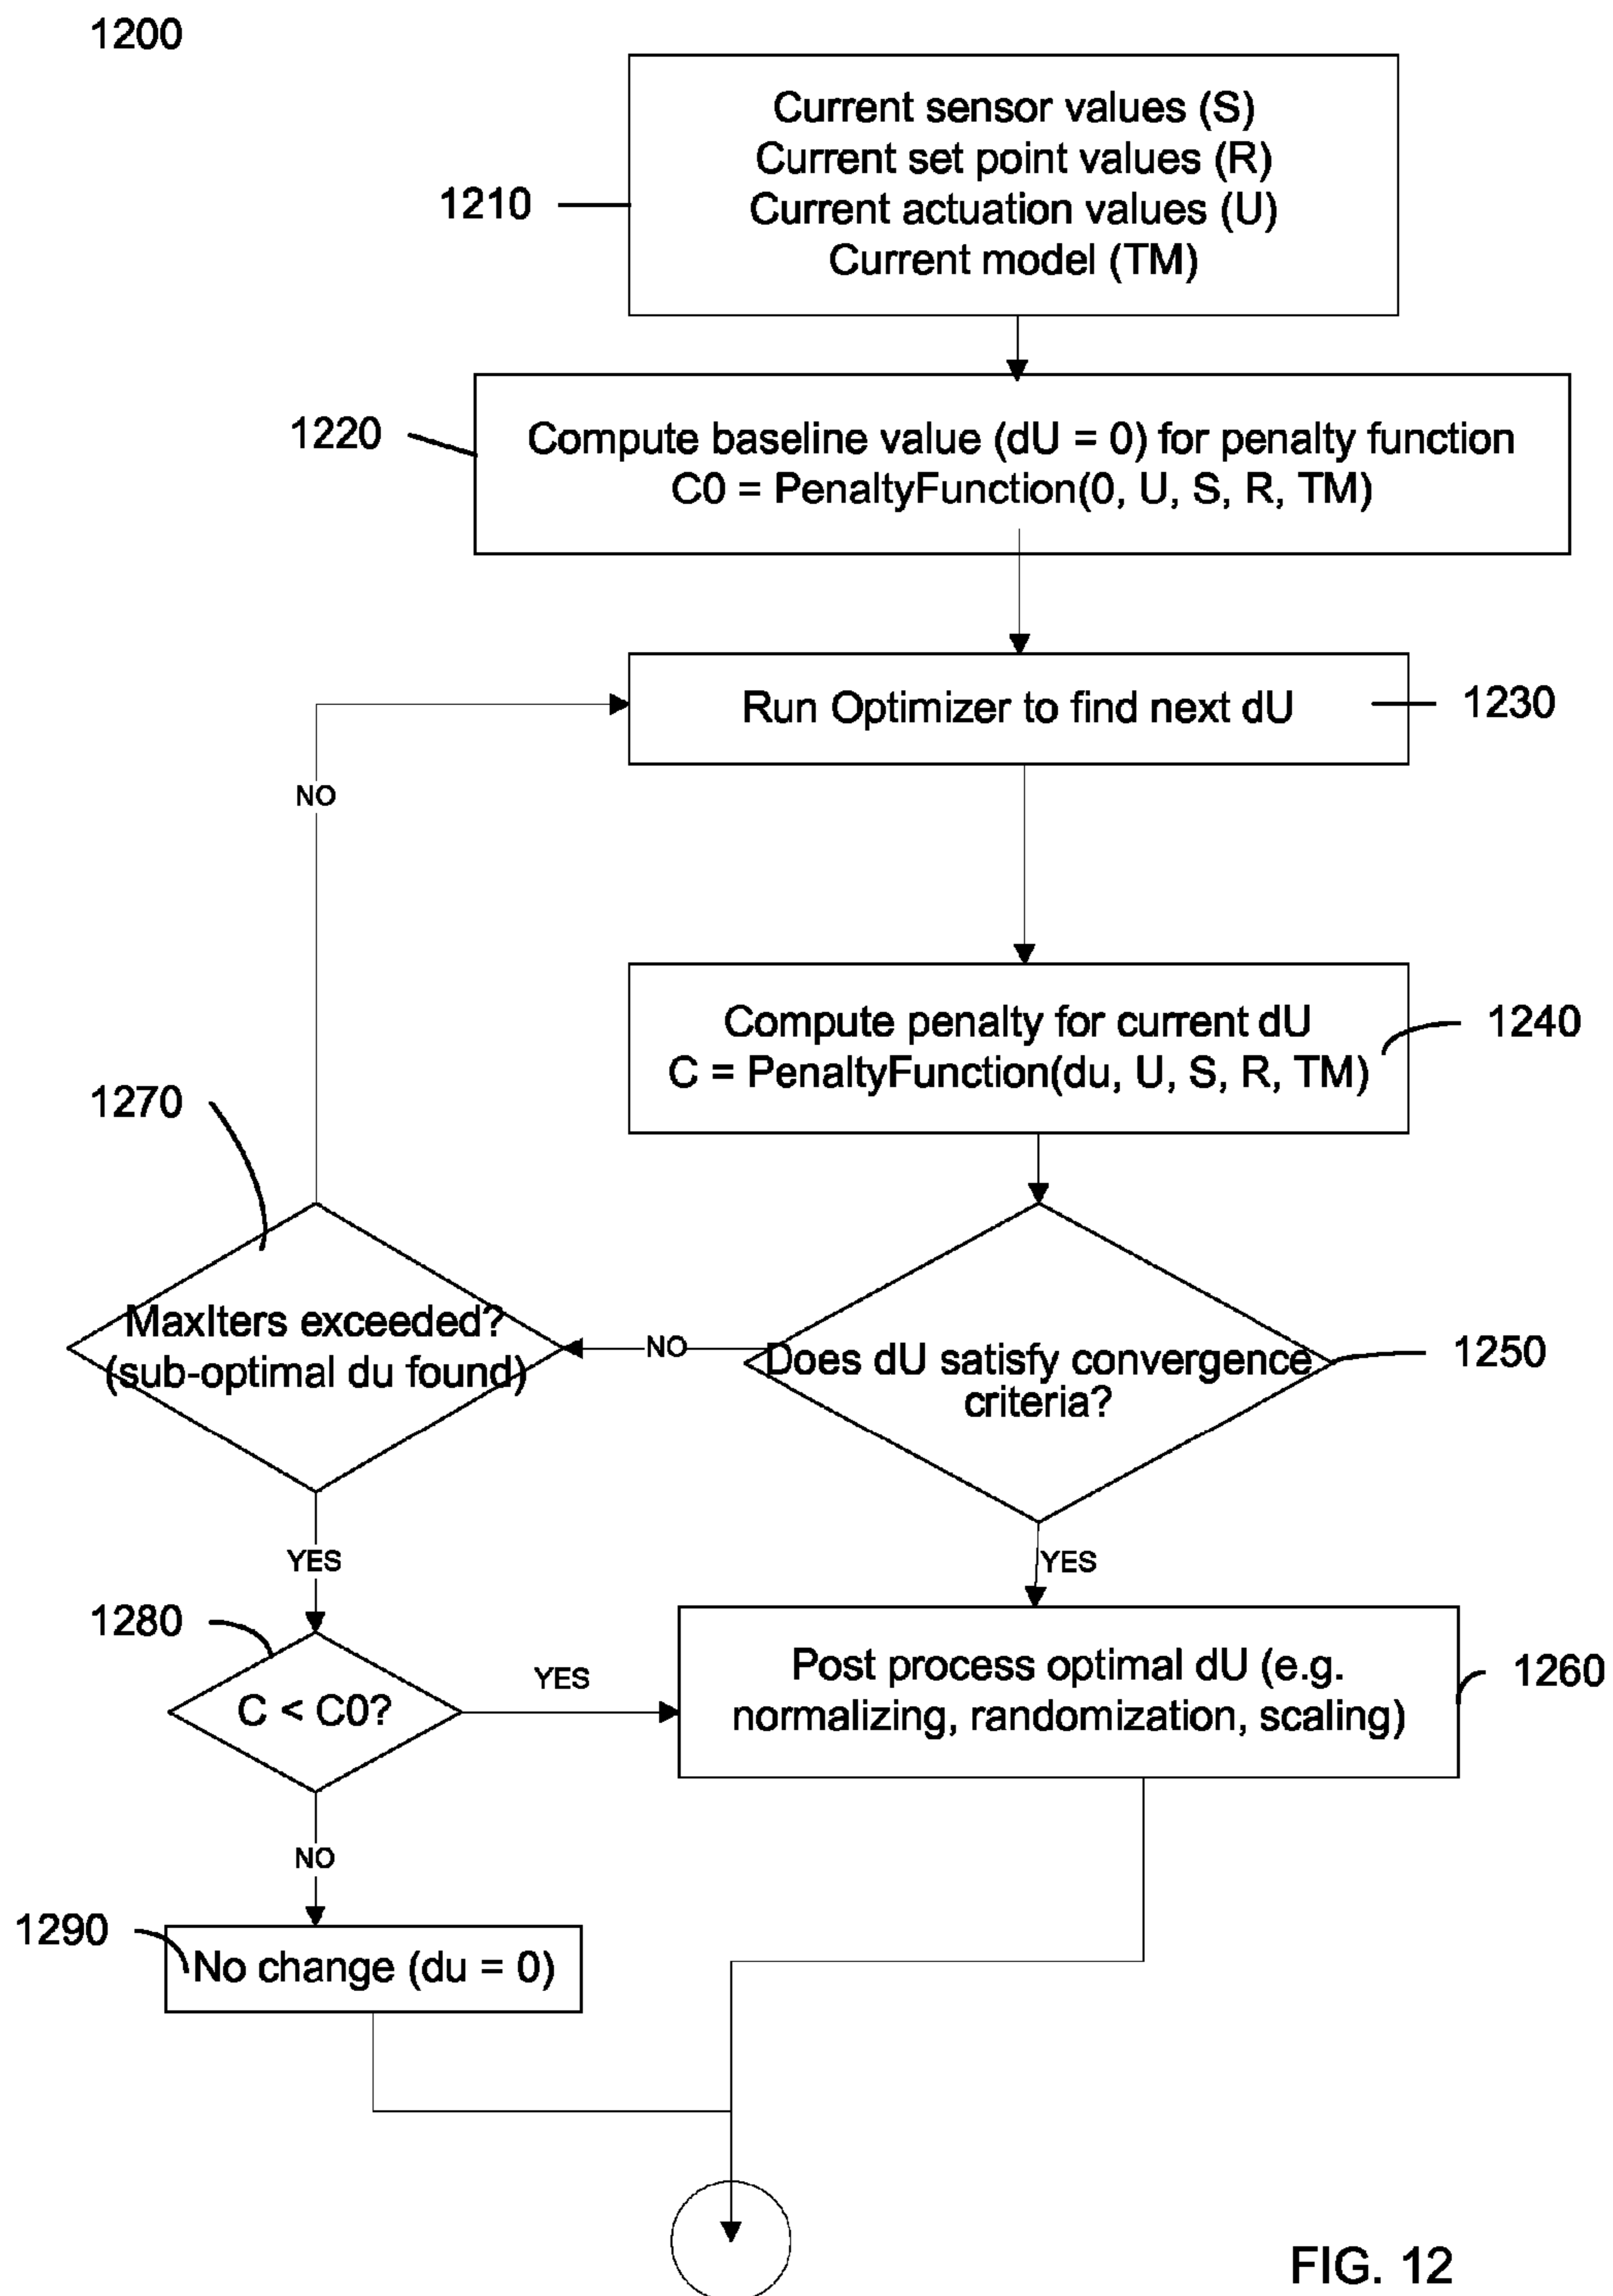 1200
Current sensor values (S)
Current set point values (R)
Current actuation values (U)
Current model (TM)
1210
1220
Compute baseline value (dU = 0) for penalty function
C0 = PenaltyFunction(0, U, S, R, TM)
Run Optimizer to find next dU
1230
NO
Compute penalty for current dU
C = PenaltyFunction(du, U, S, R, TM)
1240
1270
MaxIters exceeded?
(sub-optimal du found)
NO
Does dU satisfy convergence
criteria?
1250
YES
YES
1280
C < C0?
YES
Post process optimal dU (e.g.
normalizing, randomization, scaling)
1260
NO
1290
No change (du = 0)
FIG. 12